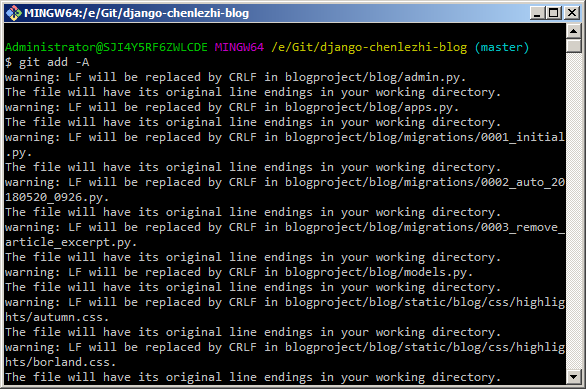 MINGW64:/e/Git/django-chenlezhi-blog
Administrator@SJI4Y5RF6ZWLCDE MINGW64 /e/Git/django-chenlezhi-blog (master)
$ git add -A
warning: LF will be replaced by CRLF in blogproject/blog/admin.py.
The file will have its original line endings in your working directory.
warning: LF will be replaced by CRLF in blogproject/blog/apps.py.
The file will have its original line endings in your working directory.
warning: LF will be replaced by CRLF in blogproject/blog/migrations/0001_initial
.py.
The file will have its original line endings in your working directory.
warning: LF will be replaced by CRLF in blogproject/blog/migrations/0002_auto_20
180520_0926.py.
The file will have its original line endings in your working directory.
warning: LF will be replaced by CRLF in blogproject/blog/migrations/0003_remove_
article_excerpt.py.
The file will have its original line endings in your working directory.
warning: LF will be replaced by CRLF in blogproject/blog/models.py.
The file will have its original line endings in your working directory.
warning: LF will be replaced by CRLF in blogproject/blog/static/blog/css/highlig
hts/autumn.css.
The file will have its original line endings in your working directory.
warning: LF will be replaced by CRLF in blogproject/blog/static/blog/css/highlig
hts/borland.css.
The file will have its original line endings in your working directory.